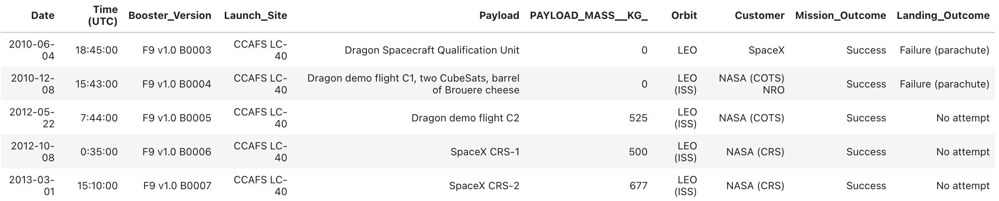 Date Time (UTC) Booster_Version Launch_Site Payload PAYLOAD_MASS__KG_ Orbit Customer Mission_Outcome Landing_Outcome
2010-06-04 18:45:00 F9 v1.0 B0003 CCAFS LC-40 Dragon Spacecraft Qualification Unit 0 LEO SpaceX Success Failure (parachute)
2010-12-08 15:43:00 F9 v1.0 B0004 CCAFS LC-40 Dragon demo flight C1, two CubeSats, barrel of Brouere cheese 0 LEO (ISS) NASA (COTS) NRO Success Failure (parachute)
2012-05-22 7:44:00 F9 v1.0 B0005 CCAFS LC-40 Dragon demo flight C2 525 LEO (ISS) NASA (COTS) Success No attempt
2012-10-08 0:35:00 F9 v1.0 B0006 CCAFS LC-40 SpaceX CRS-1 500 LEO (ISS) NASA (CRS) Success No attempt
2013-03-01 15:10:00 F9 v1.0 B0007 CCAFS LC-40 SpaceX CRS-2 677 LEO (ISS) NASA (CRS) Success No attempt